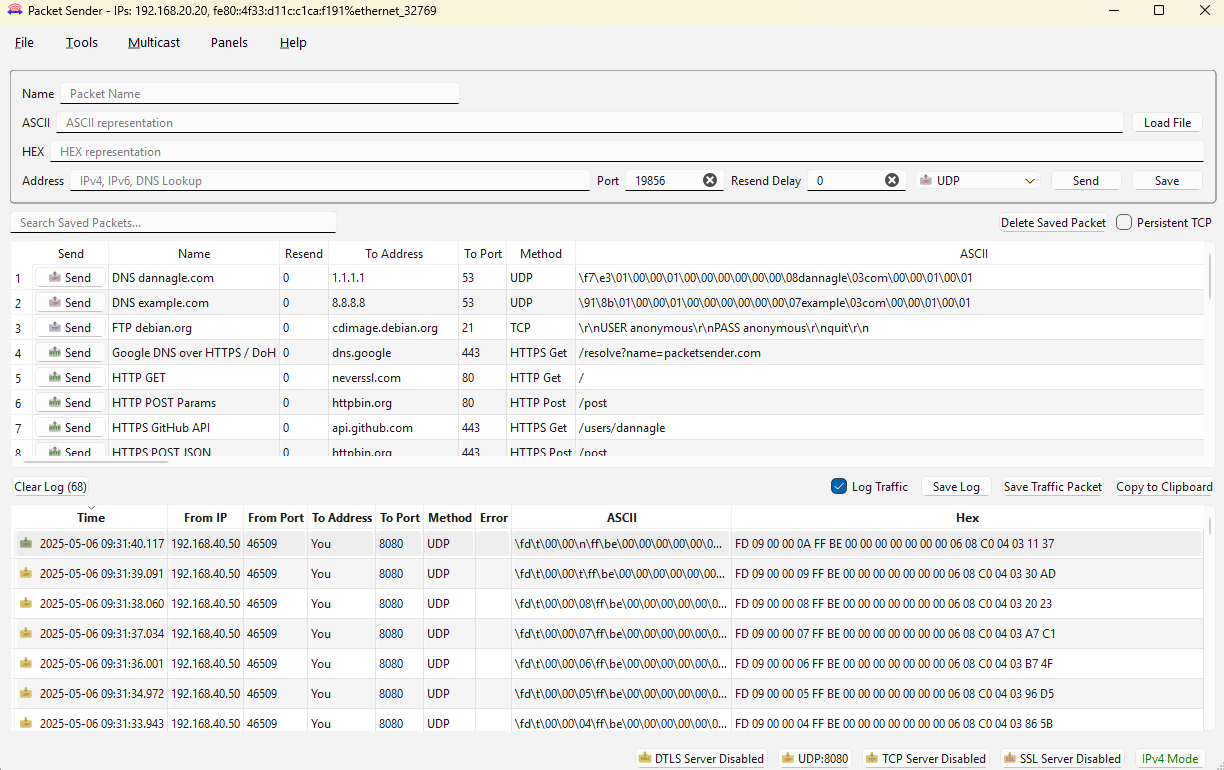 Packet Sender - IPs: 192.168.20.20, fe80::4f33:d11c:c1ca:f191%ethernet_32769
File Tools Multicast Panels Help
Name Packet Name
ASCII ASCII representation Load File
HEX HEX representation
Address IPv4, IPv6, DNS Lookup Port 19856 Resend Delay 0 UDP Send Save
Search Saved Packets... Delete Saved Packet Persistent TCP
Send Name Resend To Address To Port Method ASCII
1 Send DNS dannagle.com 0 1.1.1.1 53 UDP \f7\e3\01\00\00\01\00\00\00\00\00\00\08dannagle\03com\00\00\01\00\01
2 Send DNS example.com 0 8.8.8.8 53 UDP \91\8b\01\00\00\01\00\00\00\00\00\00\07example\03com\00\00\01\00\01
3 Send FTP debian.org 0 cdimage.debian.org 21 TCP \r\nUSER anonymous\r\nPASS anonymous\r\nquit\r\n
4 Send Google DNS over HTTPS / DoH 0 dns.google 443 HTTPS Get /resolve?name=packetsender.com
5 Send HTTP GET 0 neverssl.com 80 HTTP Get /
6 Send HTTP POST Params 0 httpbin.org 80 HTTP Post /post
7 Send HTTPS GitHub API 0 api.github.com 443 HTTPS Get /users/dannagle
8 Send HTTPS POST JSON 0 httpbin.org 443 HTTPS Post /post
Clear Log (68) Log Traffic Save Log Save Traffic Packet Copy to Clipboard
Time From IP From Port To Address To Port Method Error ASCII Hex
2025-05-06 09:31:40.117 192.168.40.50 46509 You 8080 UDP \fd\t\00\00\n\ff\be\00\00\00\00\00\0... FD 09 00 00 0A FF BE 00 00 00 00 00 00 00 06 08 C0 04 03 11 37
2025-05-06 09:31:39.091 192.168.40.50 46509 You 8080 UDP \fd\t\00\00\t\ff\be\00\00\00\00\00\00... FD 09 00 00 09 FF BE 00 00 00 00 00 00 00 06 08 C0 04 03 30 AD
2025-05-06 09:31:38.060 192.168.40.50 46509 You 8080 UDP \fd\t\00\00\08\ff\be\00\00\00\00\00\0... FD 09 00 00 08 FF BE 00 00 00 00 00 00 00 06 08 C0 04 03 20 23
2025-05-06 09:31:37.034 192.168.40.50 46509 You 8080 UDP \fd\t\00\00\07\ff\be\00\00\00\00\00\0... FD 09 00 00 07 FF BE 00 00 00 00 00 00 00 06 08 C0 04 03 A7 C1
2025-05-06 09:31:36.001 192.168.40.50 46509 You 8080 UDP \fd\t\00\00\06\ff\be\00\00\00\00\00\0... FD 09 00 00 06 FF BE 00 00 00 00 00 00 00 06 08 C0 04 03 B7 4F
2025-05-06 09:31:34.972 192.168.40.50 46509 You 8080 UDP \fd\t\00\00\05\ff\be\00\00\00\00\00\0... FD 09 00 00 05 FF BE 00 00 00 00 00 00 00 06 08 C0 04 03 96 D5
2025-05-06 09:31:33.943 192.168.40.50 46509 You 8080 UDP \fd\t\00\00\04\ff\be\00\00\00\00\00\0... FD 09 00 00 04 FF BE 00 00 00 00 00 00 00 06 08 C0 04 03 86 5B
DTLS Server Disabled UDP:8080 TCP Server Disabled SSL Server Disabled IPv4 Mode